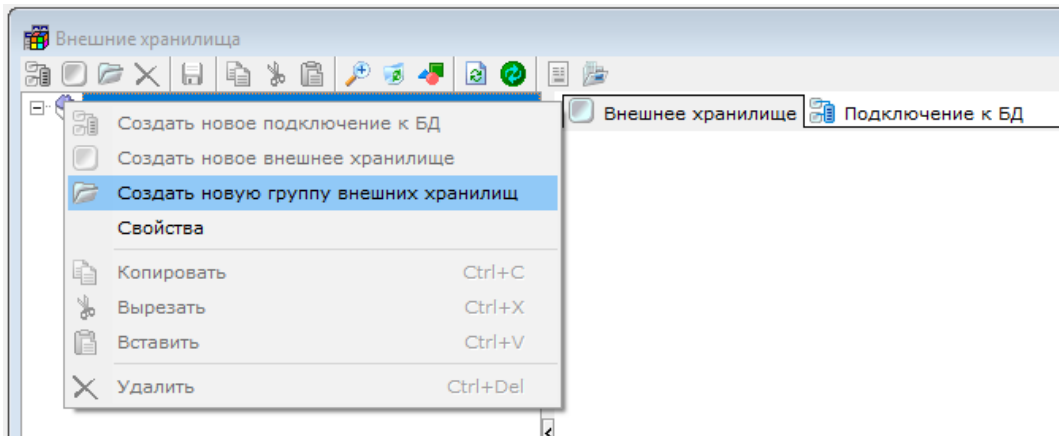 Внешние хранилища
Внешнее хранилище Подключение к БД
Создать новое подключение к БД
Создать новое внешнее хранилище
Создать новую группу внешних хранилищ
Свойства
Копировать Ctrl+C
Вырезать Ctrl+X
Вставить Ctrl+V
Удалить Ctrl+Del